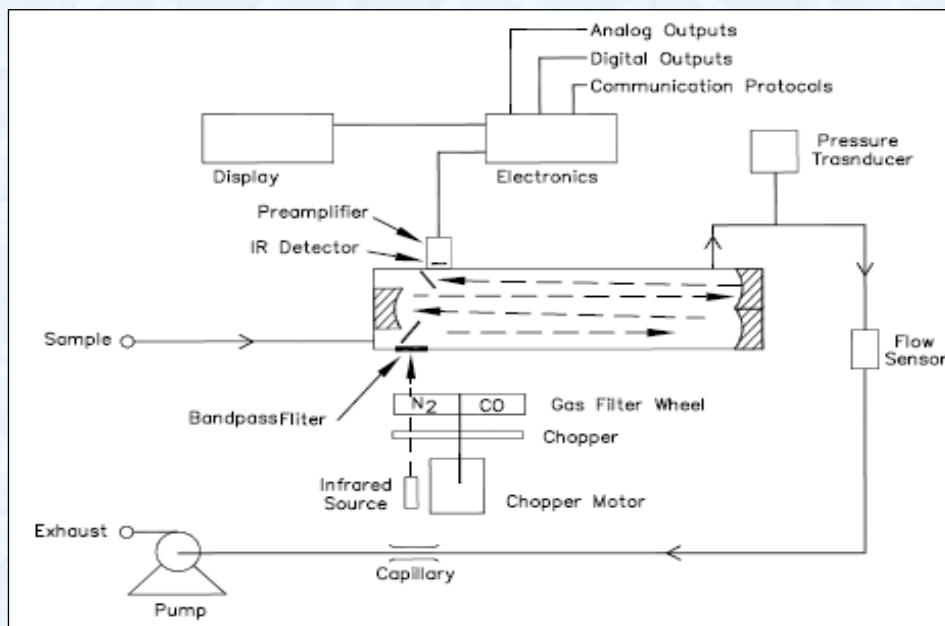 Analog Outputs
Digital Outputs
Communication Protocols
Pressure
Trasnducer
Display
Electronics
Preamplifier
IR Detector
Sample
Flow
Sensor
BandpassFliter
N2
CO
Gas Filter Wheel
Chopper
Infrared
Source
Chopper Motor
Exhaust
Capillary
Pump